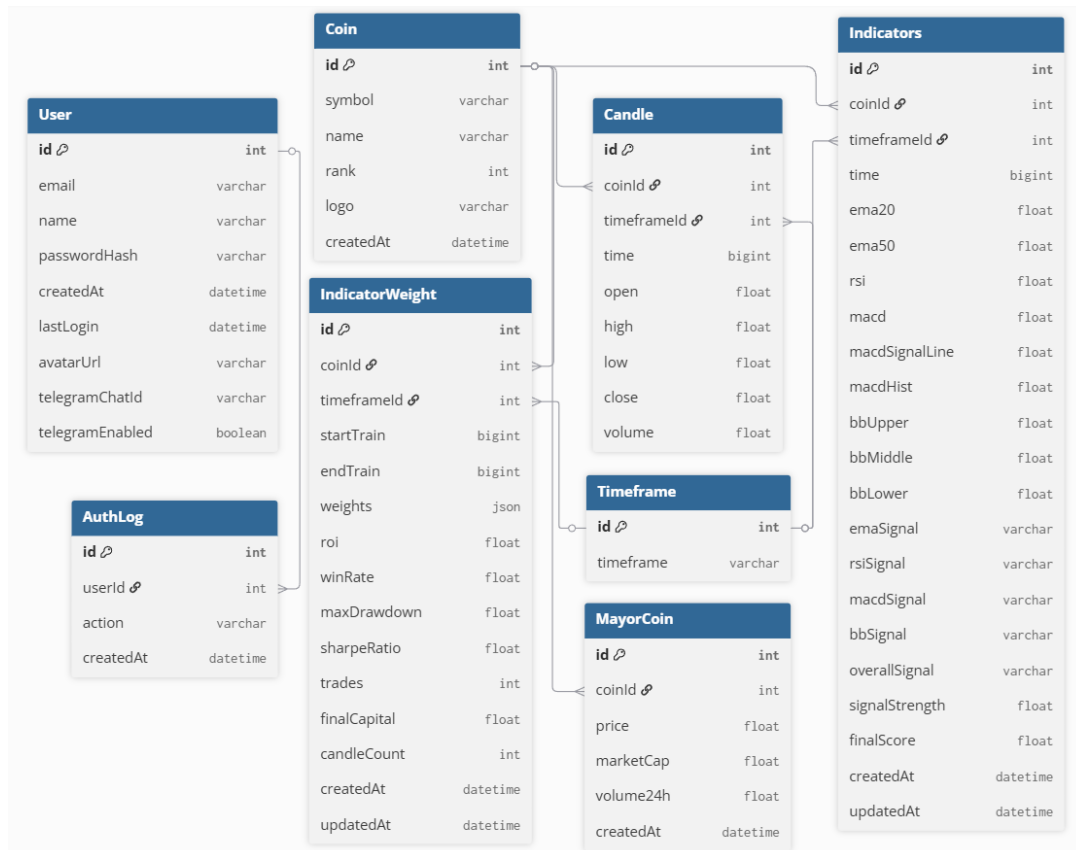 User
id int
email varchar
name varchar
passwordHash varchar
createdAt datetime
lastLogin datetime
avatarUrl varchar
telegramChatId varchar
telegramEnabled boolean
AuthLog
id int
userId int
action varchar
createdAt datetime
Coin
id int
symbol varchar
name varchar
rank int
logo varchar
createdAt datetime
IndicatorWeight
id int
coinId int
timeframeId int
startTrain bigint
endTrain bigint
weights json
roi float
winRate float
maxDrawdown float
sharpeRatio float
trades int
finalCapital float
candleCount int
createdAt datetime
updatedAt datetime
Candle
id int
coinId int
timeframeId int
time bigint
open float
high float
low float
close float
volume float
Timeframe
id int
timeframe varchar
MayorCoin
id int
coinId int
price float
marketCap float
volume24h float
createdAt datetime
Indicators
id int
coinId int
timeframeId int
time bigint
ema20 float
ema50 float
rsi float
macd float
macdSignalLine float
macdHist float
bbUpper float
bbMiddle float
bbLower float
emaSignal varchar
rsiSignal varchar
macdSignal varchar
bbSignal varchar
overallSignal varchar
signalStrength float
finalScore float
createdAt datetime
updatedAt datetime